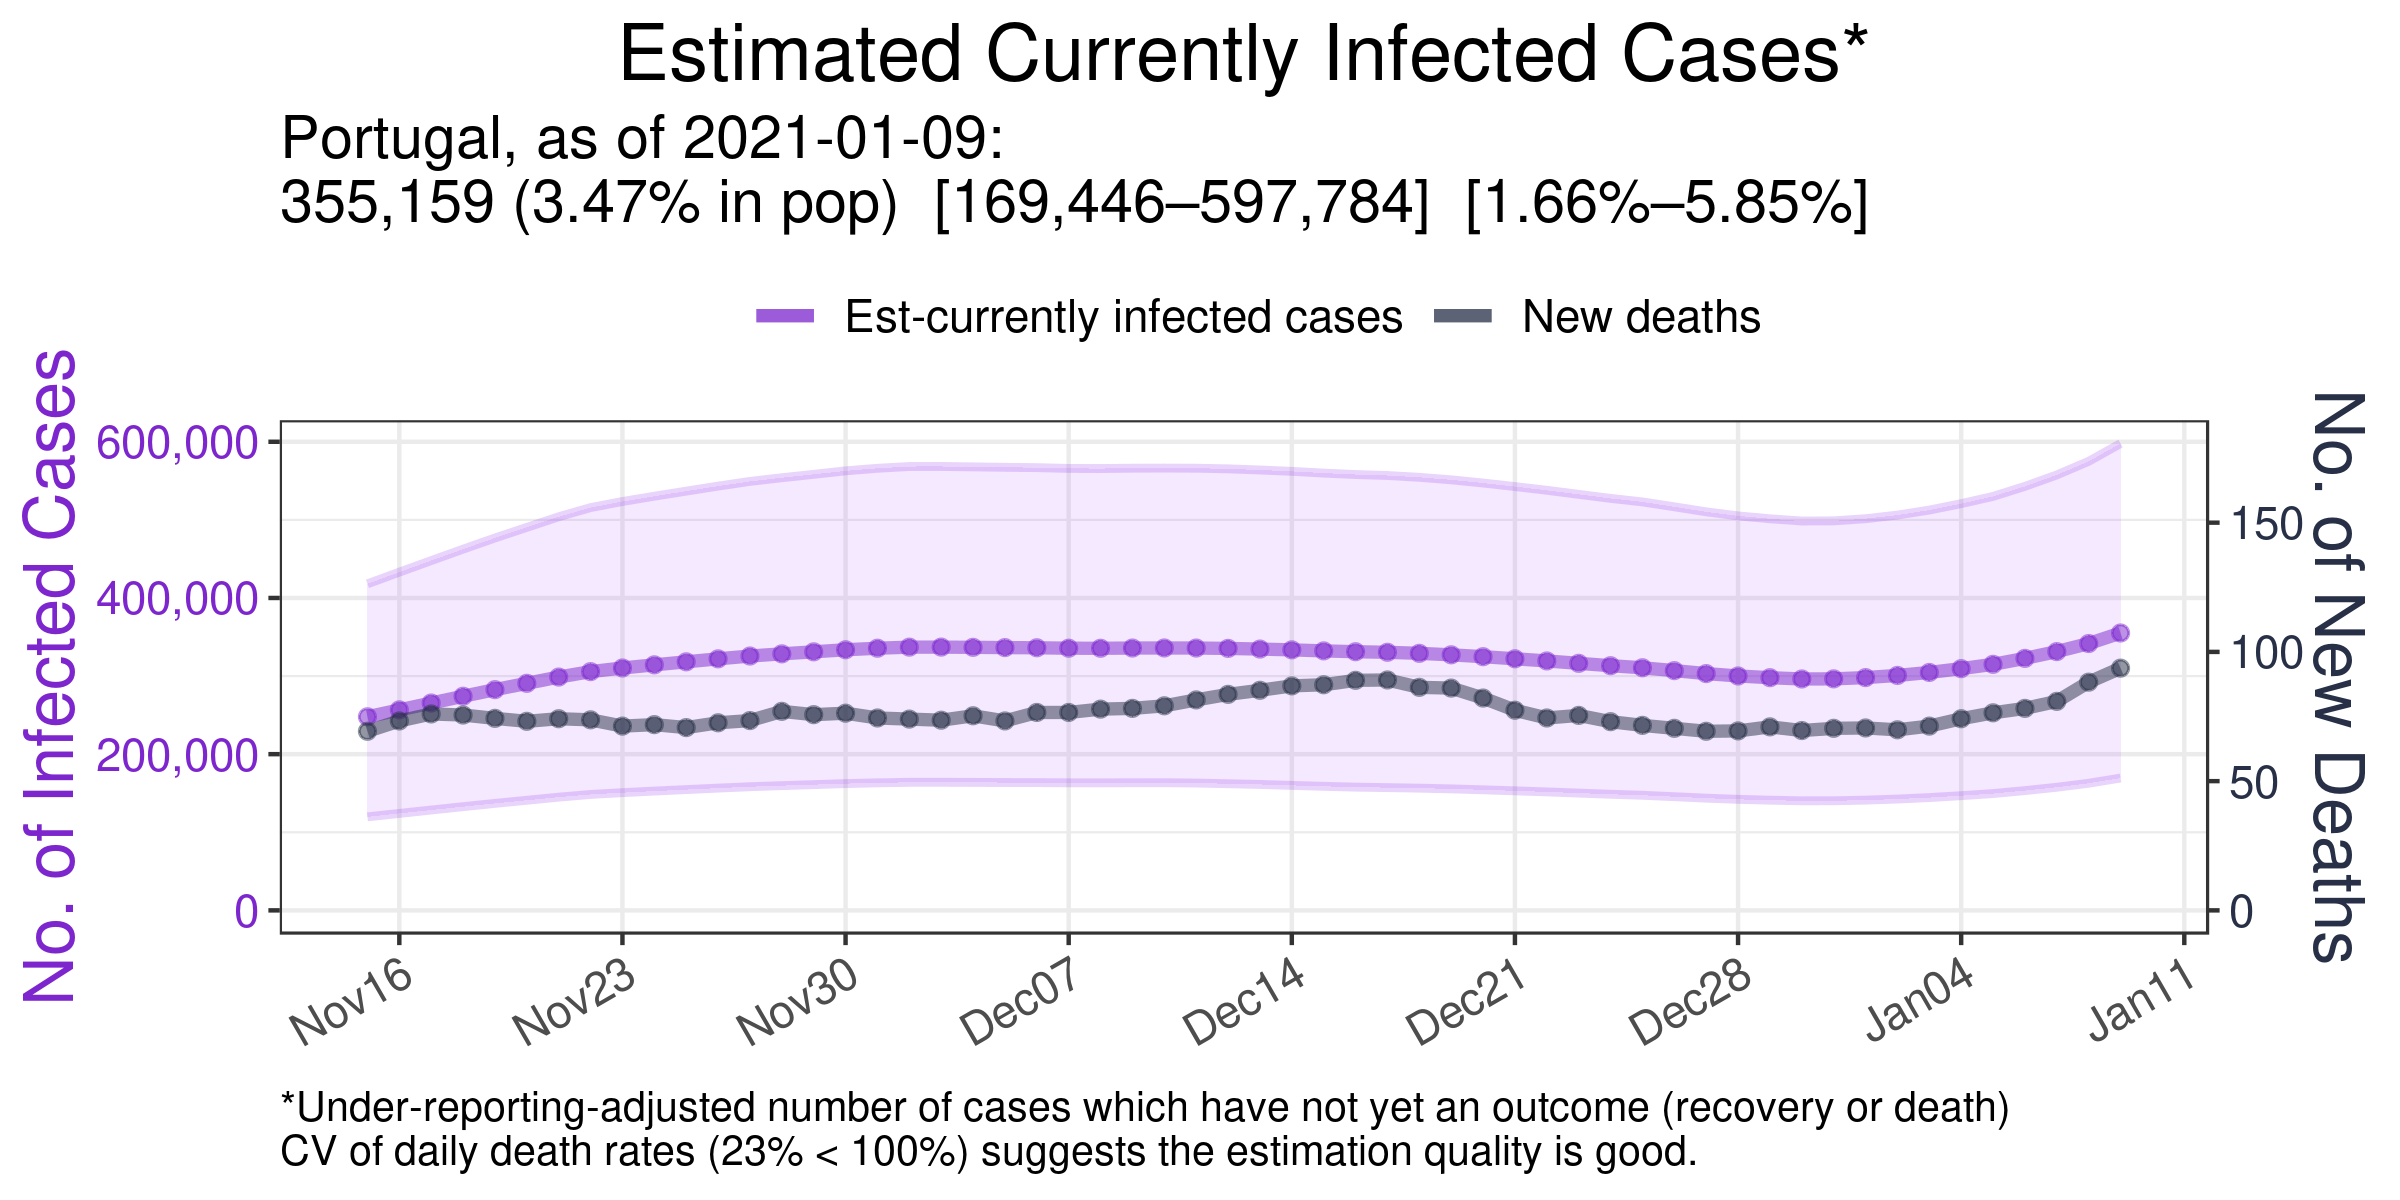 Estimated Currently Infected Cases*
Portugal, as of 2021-01-09:
355,159 (3.47% in pop) [169,446–597,784] [1.66%–5.85%]
Est-currently infected cases New deaths
No. of Infected Cases
600,000
400,000
200,000
0
150
100
50
0
No. of New Deaths
Nov16 Nov23 Nov30 Dec07 Dec14 Dec21 Dec28 Jan04 Jan11
*Under-reporting-adjusted number of cases which have not yet an outcome (recovery or death)
CV of daily death rates (23% < 100%) suggests the estimation quality is good.